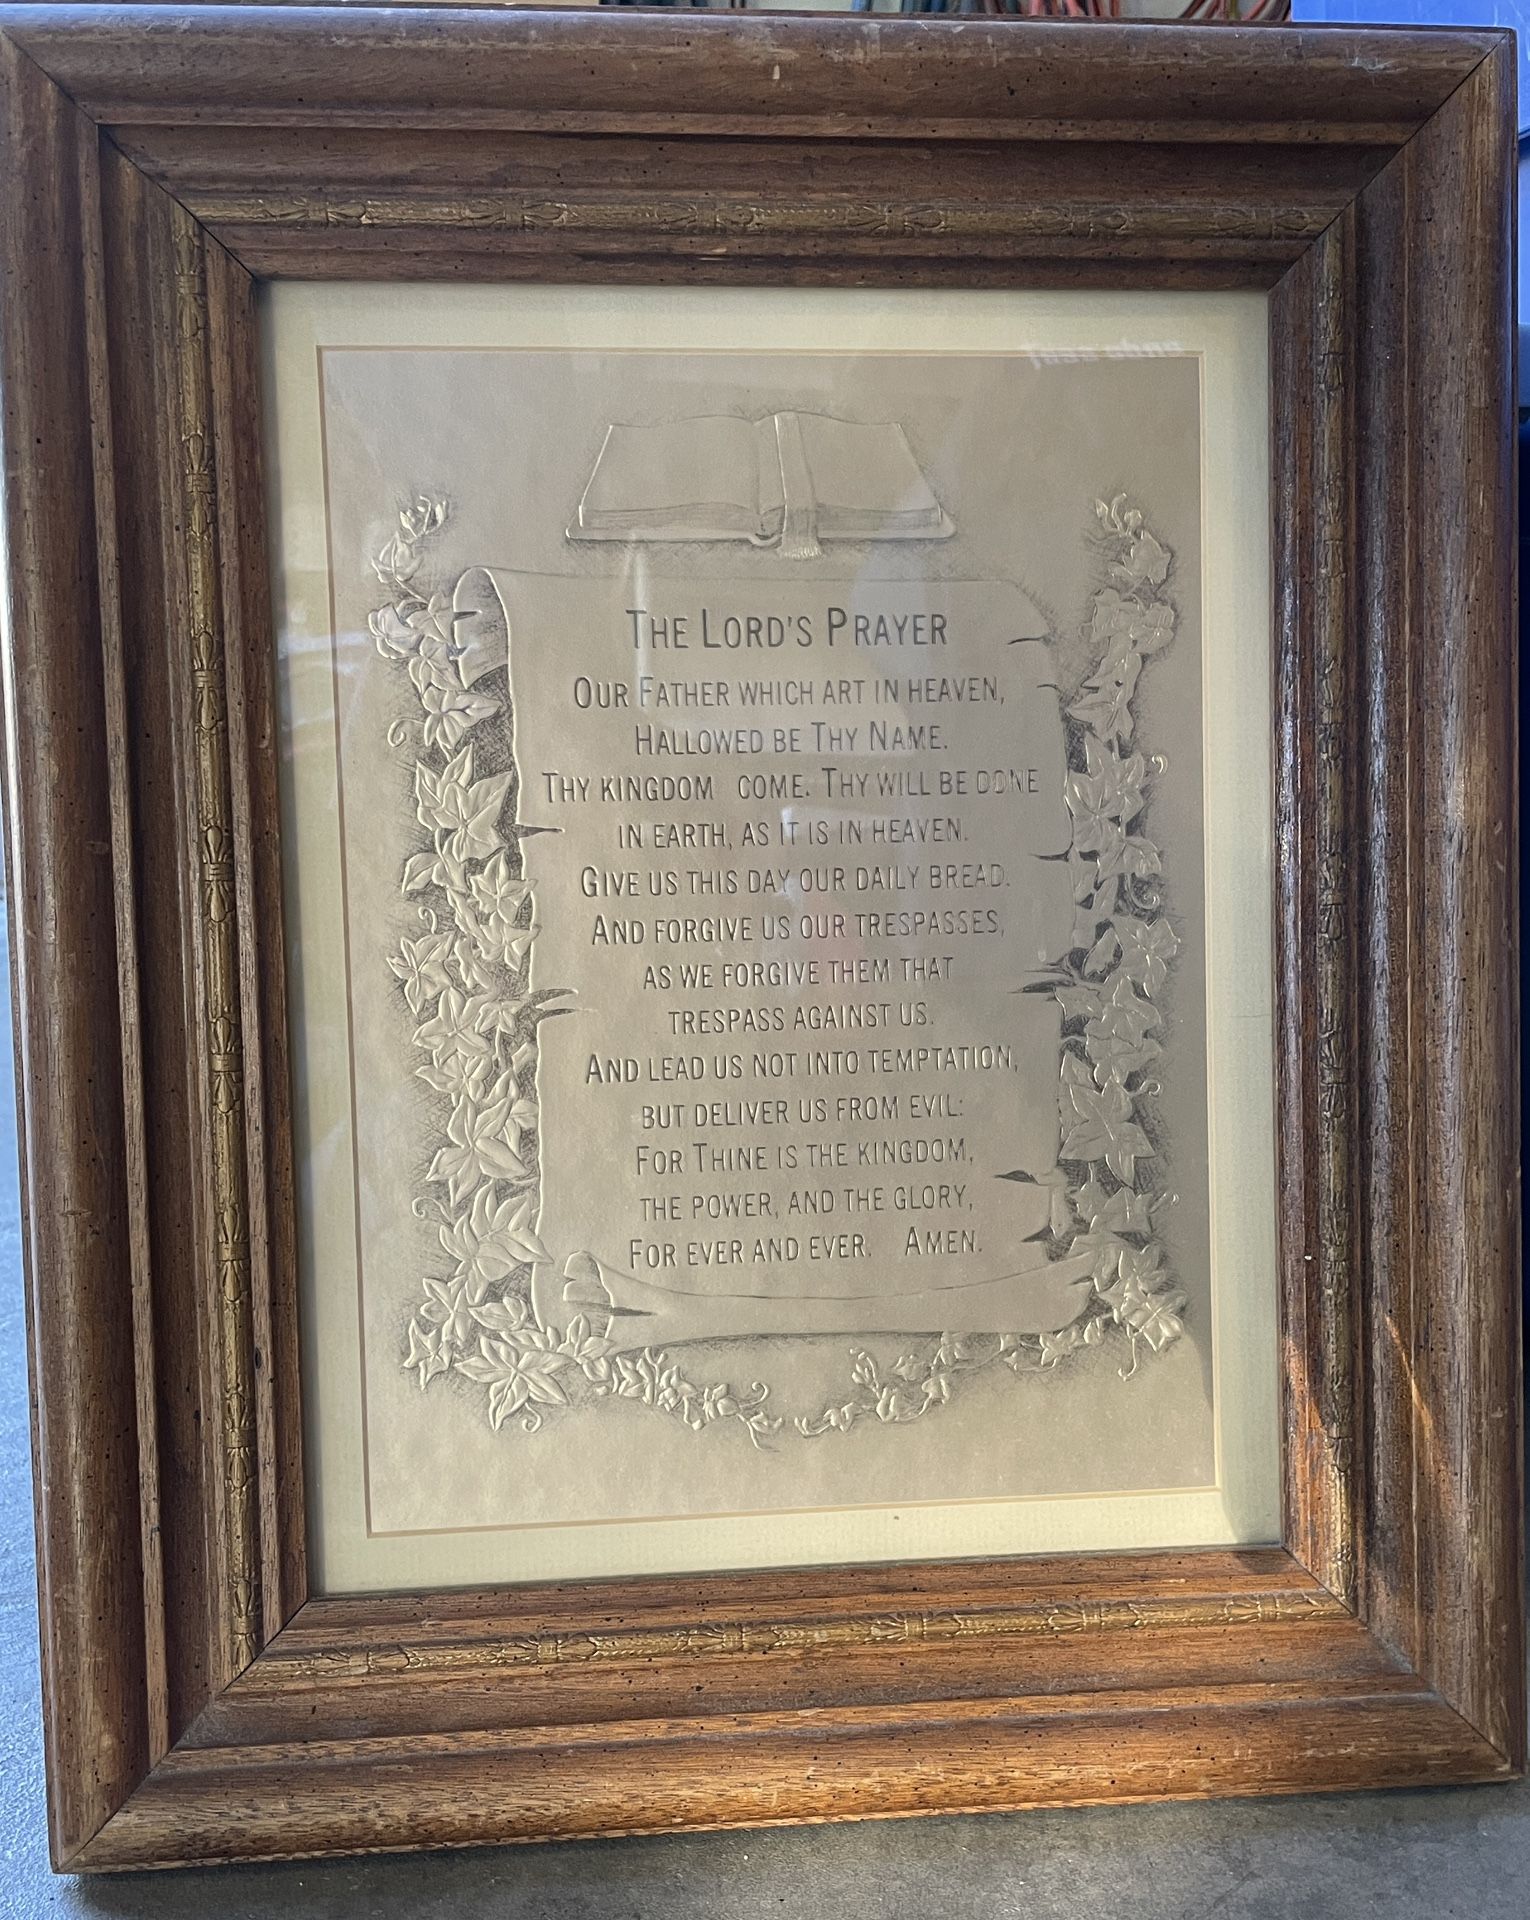 THE LORD'S PRAYER
OUR FATHER WHICH ART IN HEAVEN,
HALLOWED BE THY NAME.
THY KINGDOM COME. THY WILL BE DONE
IN EARTH, AS IT IS IN HEAVEN.
GIVE US THIS DAY OUR DAILY BREAD.
AND FORGIVE US OUR TRESPASSES,
AS WE FORGIVE THEM THAT
TRESPASS AGAINST US.
AND LEAD US NOT INTO TEMPTATION,
BUT DELIVER US FROM EVIL:
FOR THINE IS THE KINGDOM,
THE POWER, AND THE GLORY,
FOR EVER AND EVER. AMEN.